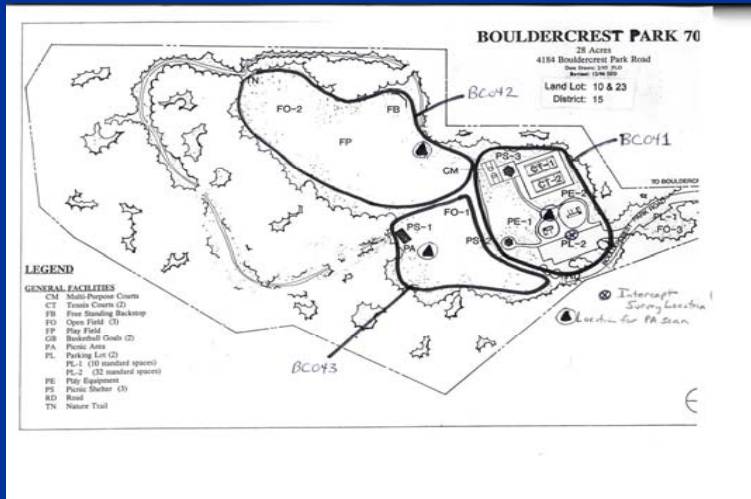 BOULDERCREST PARK 70
28 Acres
4184 Bouldercrest Park Road
Land Lot: 10 & 23
District: 15
BC042
BC041
FO-2
FB
FP
CM
PS-3
CT-1
CT-2
PE-2
TO BOULDERC
FO-1
PE-1
PS-1
PA
PS-2
PL-2
PARK ROAD
PL-1
FO-3
Intercept
Survey Location
Location for PA scan
BC043
LEGEND
GENERAL FACILITIES
CM Multi-Purpose Courts
CT Tennis Courts (2)
FB Free Standing Backstop
FO Open Field (3)
FP Play Field
GB Basketball Goals (2)
PA Picnic Area
PL Parking Lot (2)
PL-1 (10 standard spaces)
PL-2 (32 standard spaces)
PE Play Equipment
PS Picnic Shelter (3)
RD Road
TN Nature Trail